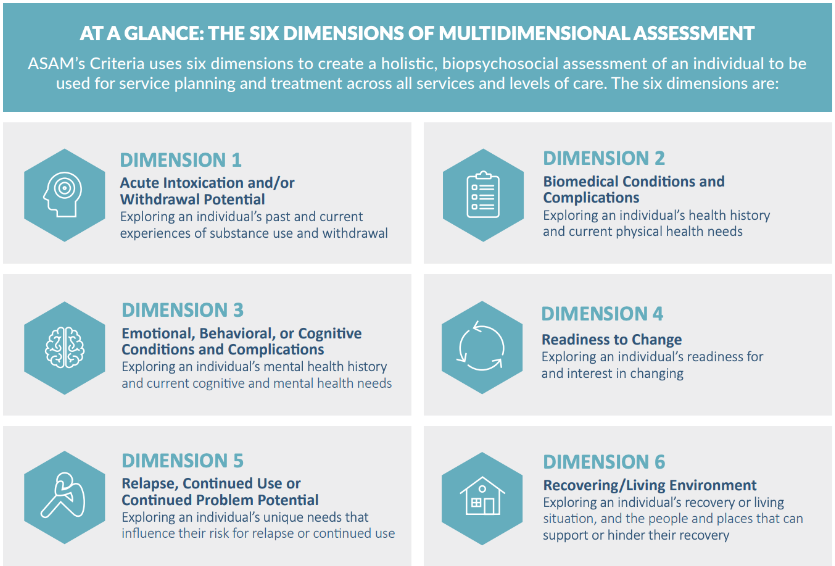 AT A GLANCE: THE SIX DIMENSIONS OF MULTIDIMENSIONAL ASSESSMENT
ASAM's Criteria uses six dimensions to create a holistic, biopsychosocial assessment of an individual to be
used for service planning and treatment across all services and levels of care. The six dimensions are:
DIMENSION 1
Acute Intoxication and/or
Withdrawal Potential
Exploring an individual's past and current
experiences of substance use and withdrawal
DIMENSION 2
Biomedical Conditions and
Complications
Exploring an individual's health history
and current physical health needs
DIMENSION 3
Emotional, Behavioral, or Cognitive
Conditions and Complications
Exploring an individual's mental health history
and current cognitive and mental health needs
DIMENSION 4
Readiness to Change
Exploring an individual's readiness for
and interest in changing
DIMENSION 5
Relapse, Continued Use or
Continued Problem Potential
Exploring an individual's unique needs that
influence their risk for relapse or continued use
DIMENSION 6
Recovering/Living Environment
Exploring an individual's recovery or living
situation, and the people and places that can
support or hinder their recovery